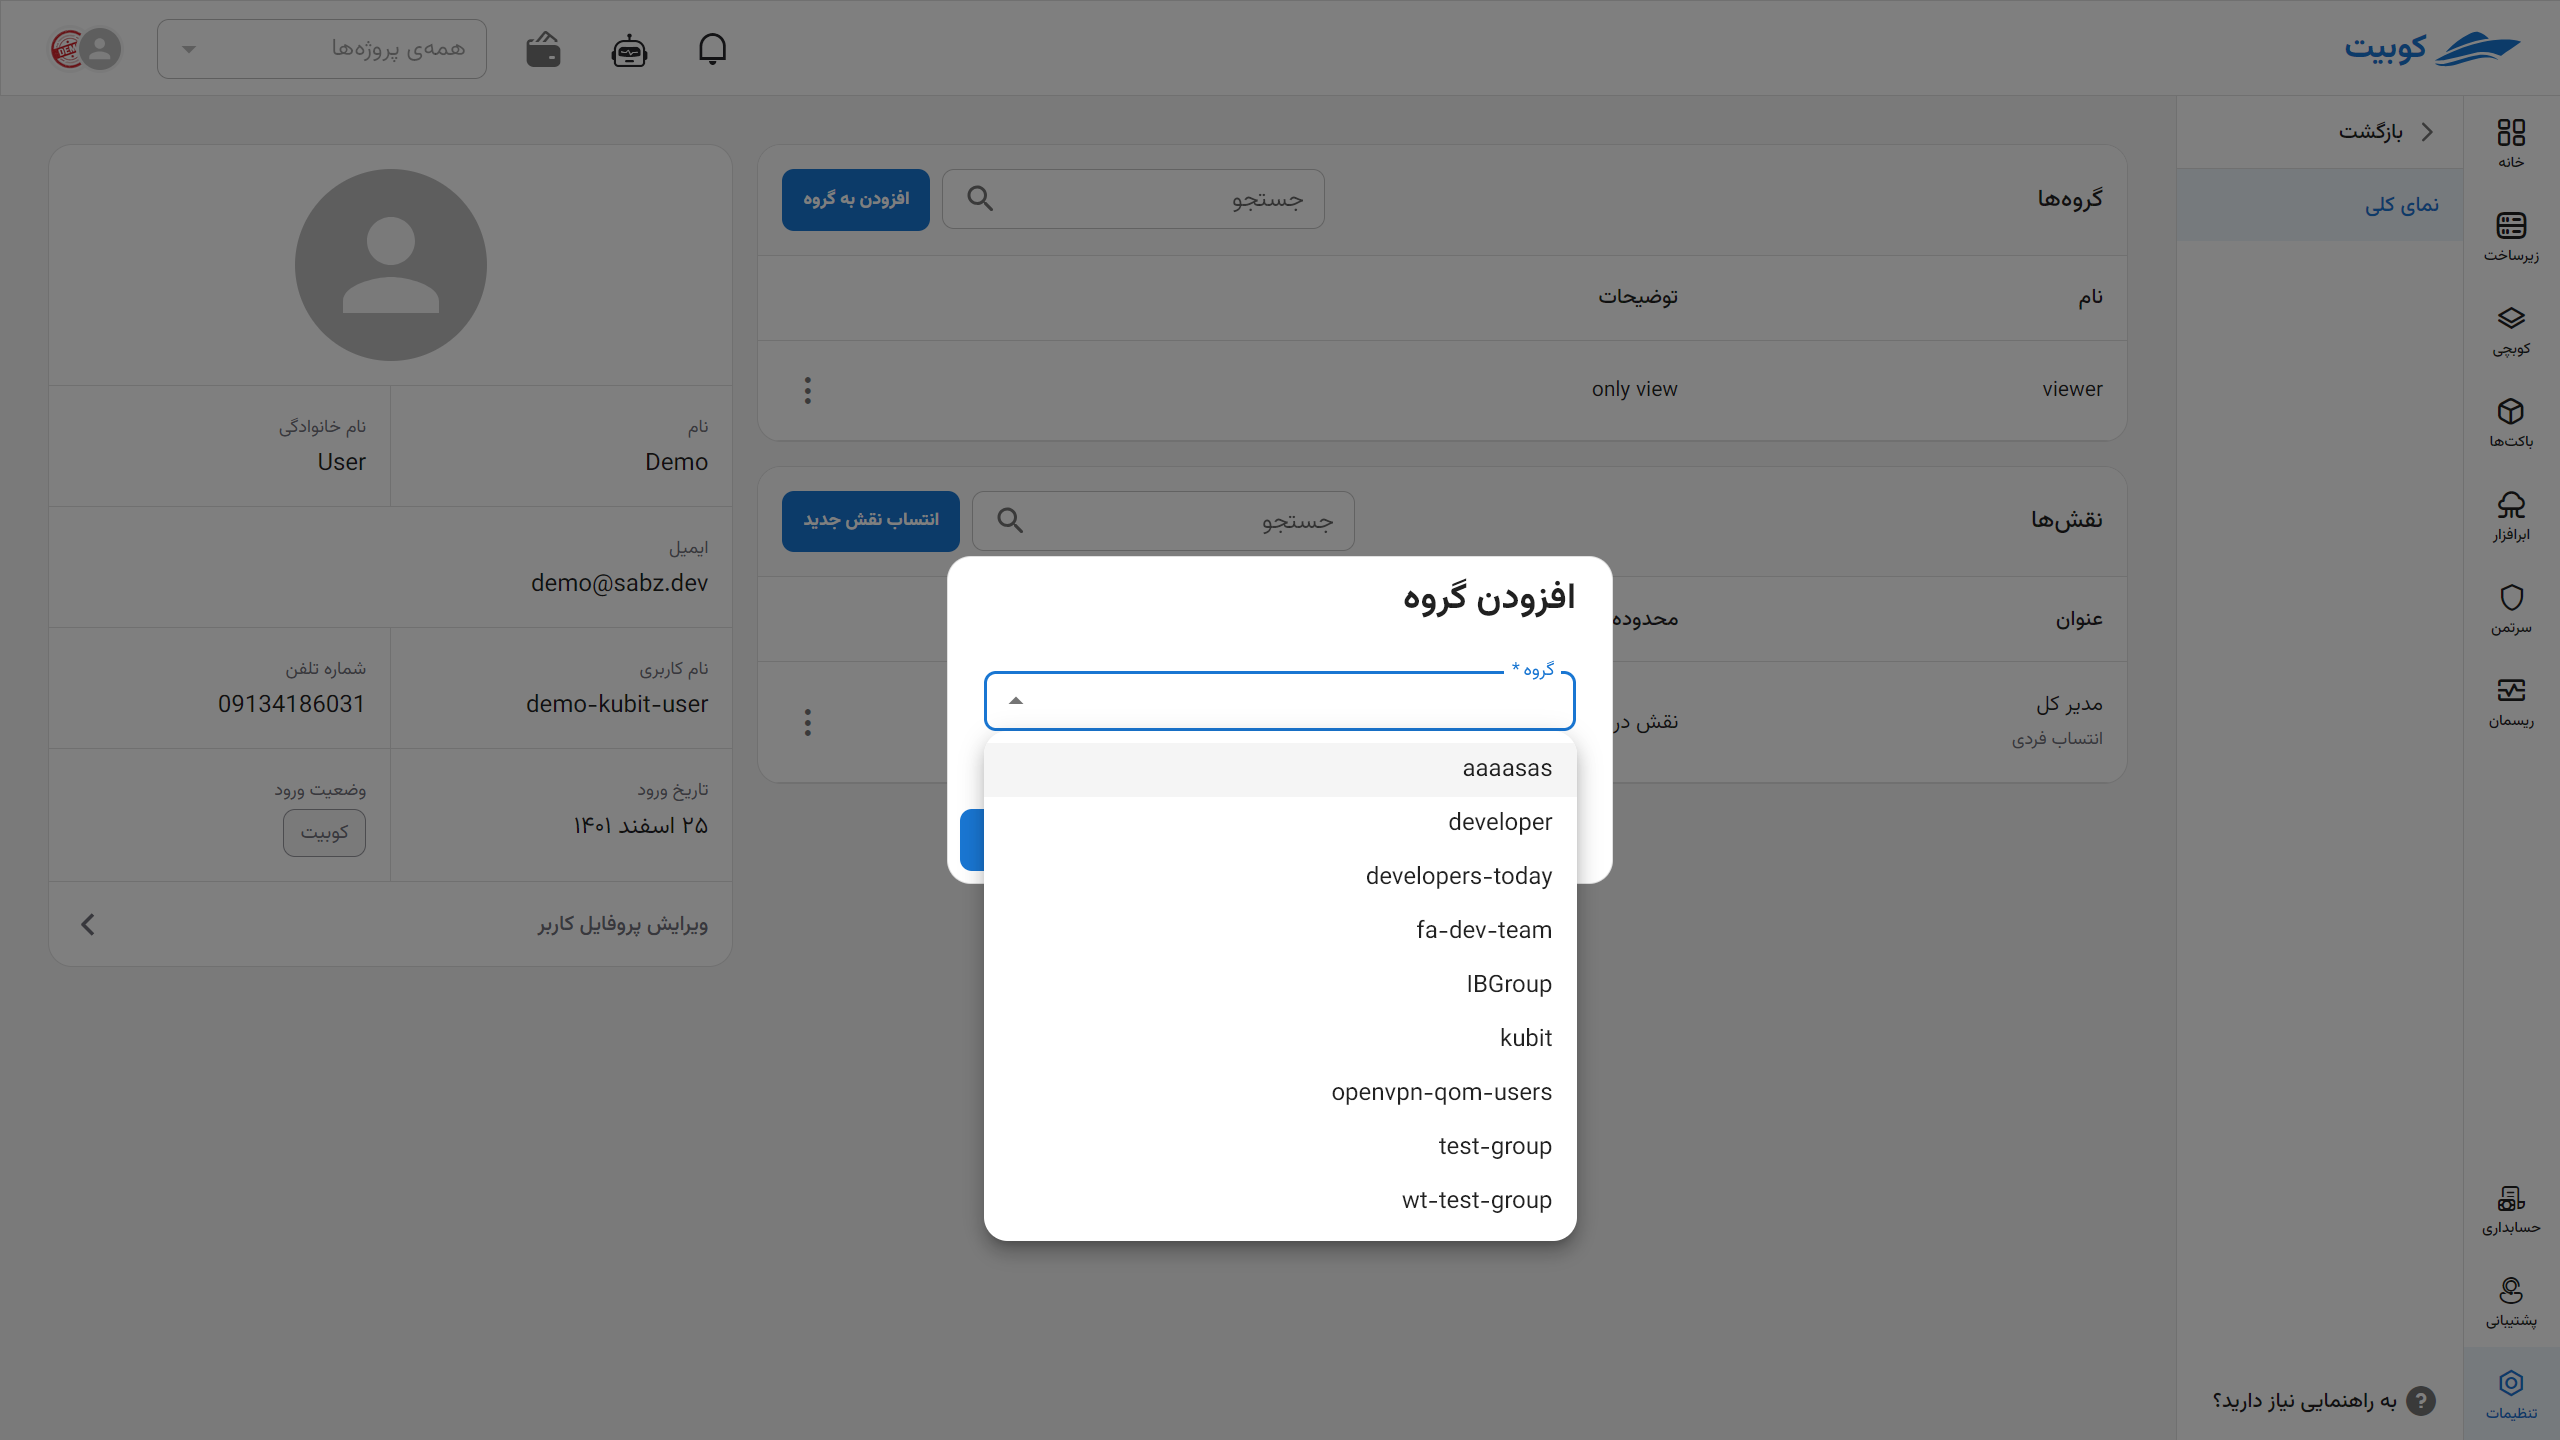 کوبیت
همه‌ی پروژه‌ها
خانه
زیرساخت
کوبچی
باکت‌ها
ابرافزار
سرتمن
ریسمان
حسابداری
پشتیبانی
تنظیمات
بازگشت
نمای کلی
به راهنمایی نیاز دارید؟
گروه‌ها
جستجو
افزودن به گروه
نام
توضیحات
viewer
only view
نقش‌ها
جستجو
انتساب نقش جدید
عنوان
محدوده
مدیر کل
انتساب فردی
نقش در
افزودن گروه
گروه *
aaaasas
developer
developers-today
fa-dev-team
IBGroup
kubit
openvpn-qom-users
test-group
wt-test-group
نام
Demo
نام خانوادگی
User
ایمیل
demo@sabz.dev
نام کاربری
demo-kubit-user
شماره تلفن
09134186031
تاریخ ورود
۲۵ اسفند ۱۴۰۱
وضعیت ورود
کوبیت
ویرایش پروفایل کاربر